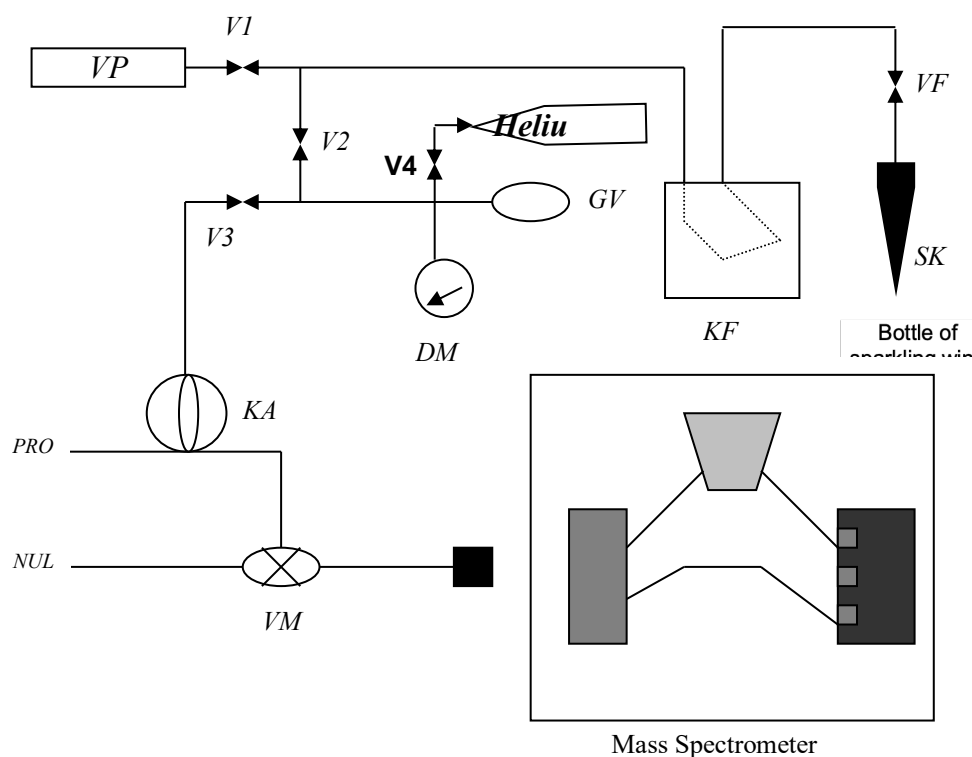 V1
VP
VF
Heliu
V2
V4
GV
V3
SK
KF
DM
Bottle of
KA
PRO
NUL
VM
Mass Spectrometer